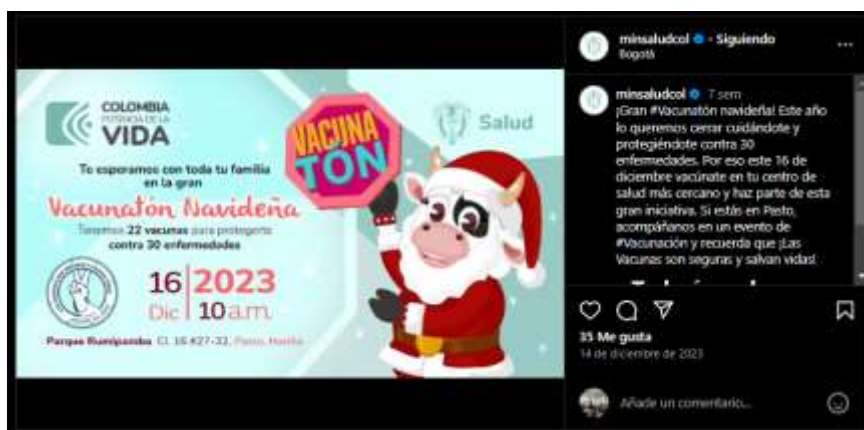 COLOMBIA
POTENCIA DE LA
VIDA
Salud
VACUNA
TÓN
Te esperamos con toda tu familia
en la gran
Vacunatón Navideña
Tenemos 22 vacunas para protegerte
contra 30 enfermedades
16 2023
Dic 10 a.m.
Parque Rumipamba Cl. 16 #27-32, Pasto, Nariño
minsaludcol • Siguiendo
Bogotá
minsaludcol 7 sem
¡Gran #Vacunatón navideña! Este año
lo queremos cerrar cuidándote y
protegiéndote contra 30
enfermedades. Por eso este 16 de
diciembre vacúnate en tu centro de
salud más cercano y haz parte de esta
gran iniciativa. Si estás en Pasto,
acompáñanos en un evento de
#Vacunación y recuerda que ¡Las
Vacunas son seguras y salvan vidas!
35 Me gusta
14 de diciembre de 2023
Añade un comentario...